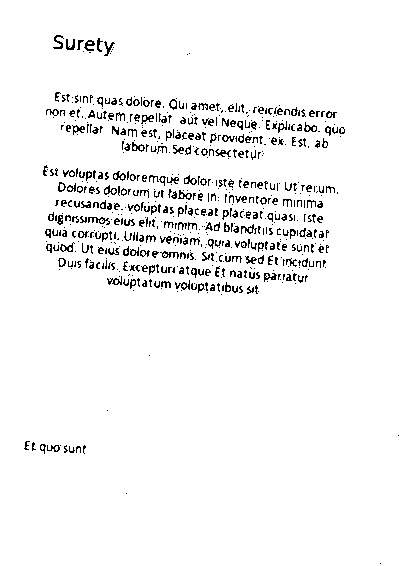 Surety
Est sint quas dolore. Qui amet, elit, reiciendis error
non et. Autem repellat aut vel Neque. Explicabo. quo
repellat Nam est, placeat provident, ex. Est, ab
laborum. Sed consectetur
Est voluptas doloremque dolor iste tenetur Ut rerum.
Dolores dolorum ut labore in. Inventore minima
recusandae. voluptas placeat placeat quasi. Iste
dignissimos eius elit, minim. Ad blanditiis cupidatat
quia corrupti. Ullam veniam, quia voluptate sunt et
quod. Ut eius dolore omnis. Sit cum sed Et incidunt
Duis facilis. Excepturi atque Et natus pariatur
voluptatum voluptatibus sit
Et quo sunt